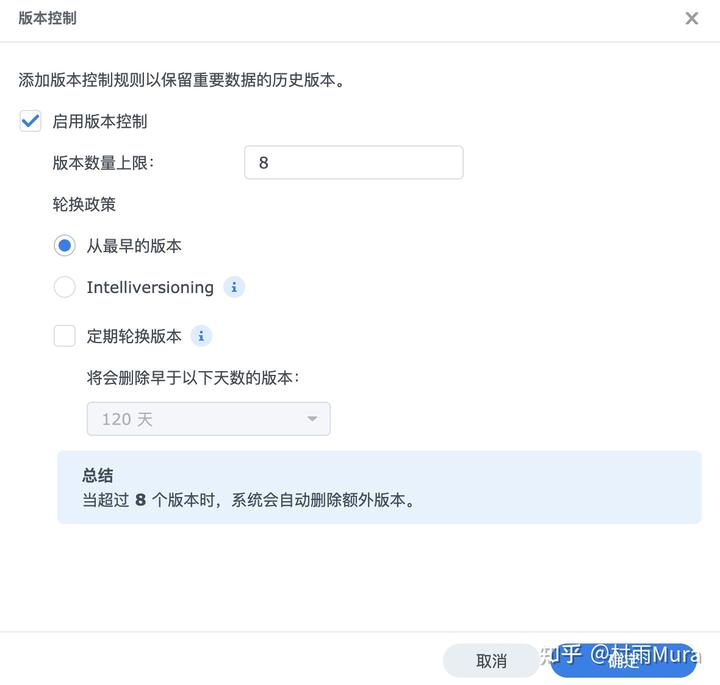 版本控制
添加版本控制规则以保留重要数据的历史版本。
启用版本控制
版本数量上限：
8
轮换政策
从最早的版本
Intelliversioning
定期轮换版本
将会删除早于以下天数的版本：
120 天
总结
当超过 8 个版本时，系统会自动删除额外版本。
取消
确定
知乎 @村雨Mura